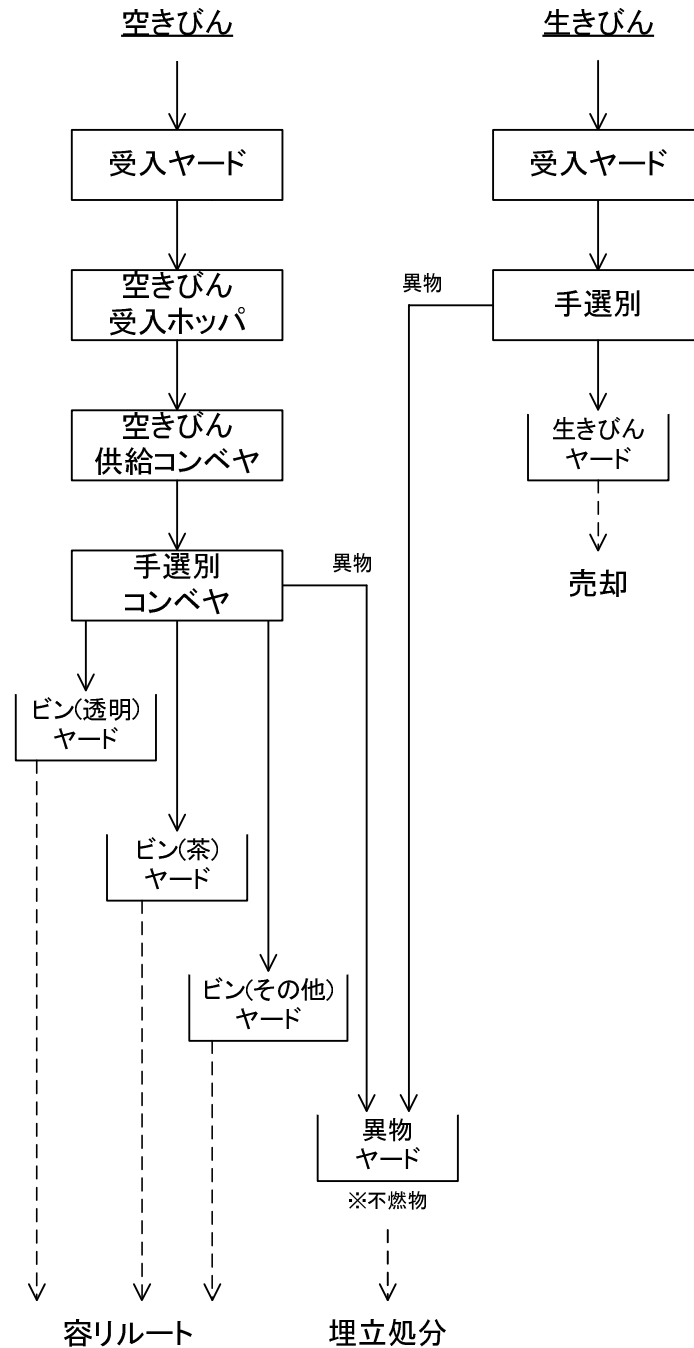 空きびん
生きびん
受入ヤード
受入ヤード
空きびん
受入ホッパ
異物
手選別
空きびん
供給コンベヤ
生きびん
ヤード
手選別
コンベヤ
異物
売却
ビン(透明)
ヤード
ビン(茶)
ヤード
ビン(その他)
ヤード
異物
ヤード
※不燃物
容リルート
埋立処分